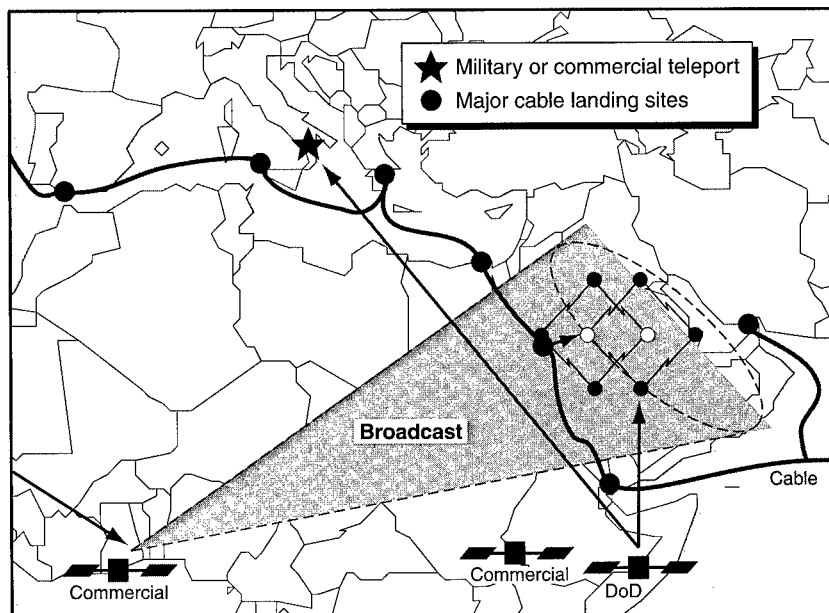 Military or commercial teleport
Major cable landing sites
Broadcast
Cable
Commercial
Commercial
DoD